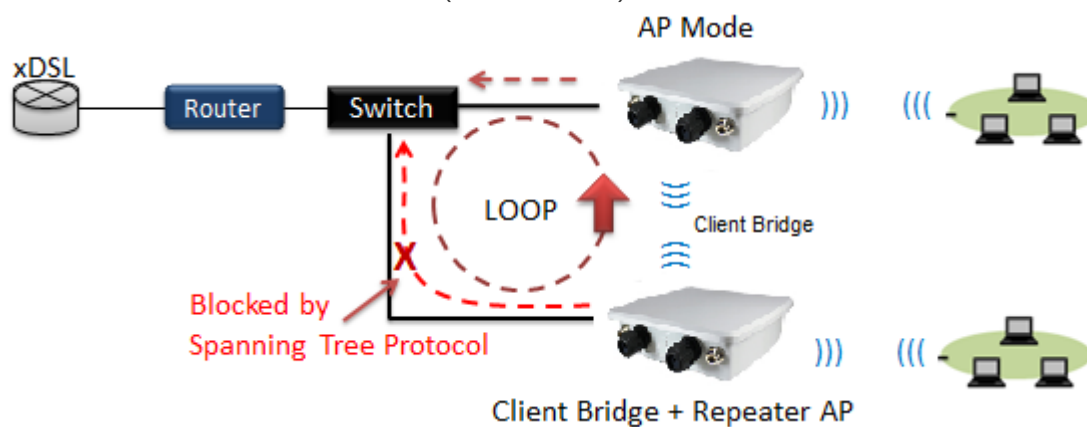 AP Mode
xDSL
Router
Switch
LOOP
Client Bridge
X
Blocked by
Spanning Tree Protocol
Client Bridge + Repeater AP